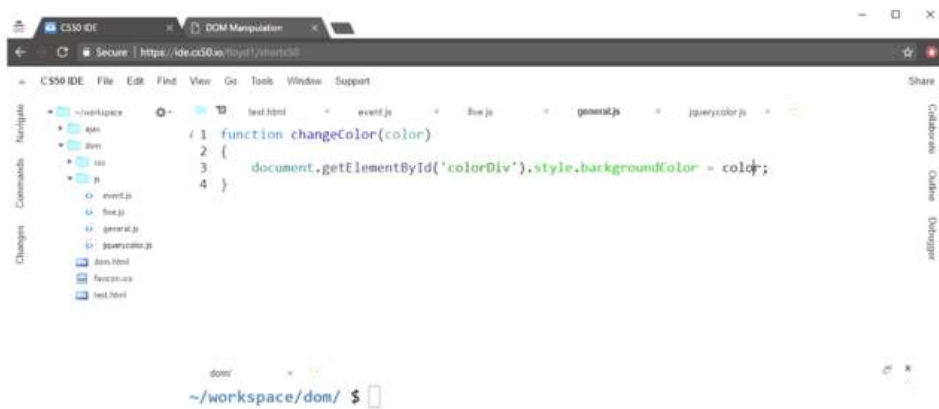 CS50 IDE
DOM Manipulation
Secure | https://ide.cs50.io/lloyd1/shorts50
CS50 IDE File Edit Find View Go Tools Window Support Share
~/workspace
test.html event.js five.js general.js jquerycolor.js
ajax
dom
css
js
event.js
five.js
general.js
jquerycolor.js
dom.html
favicon.ico
test.html
Navigate
Commands
Changes
1 function changeColor(color)
2 {
3 document.getElementById('colorDiv').style.backgroundColor = color;
4 }
Collaborate
Outline
Debugger
dom/
~/workspace/dom/ $